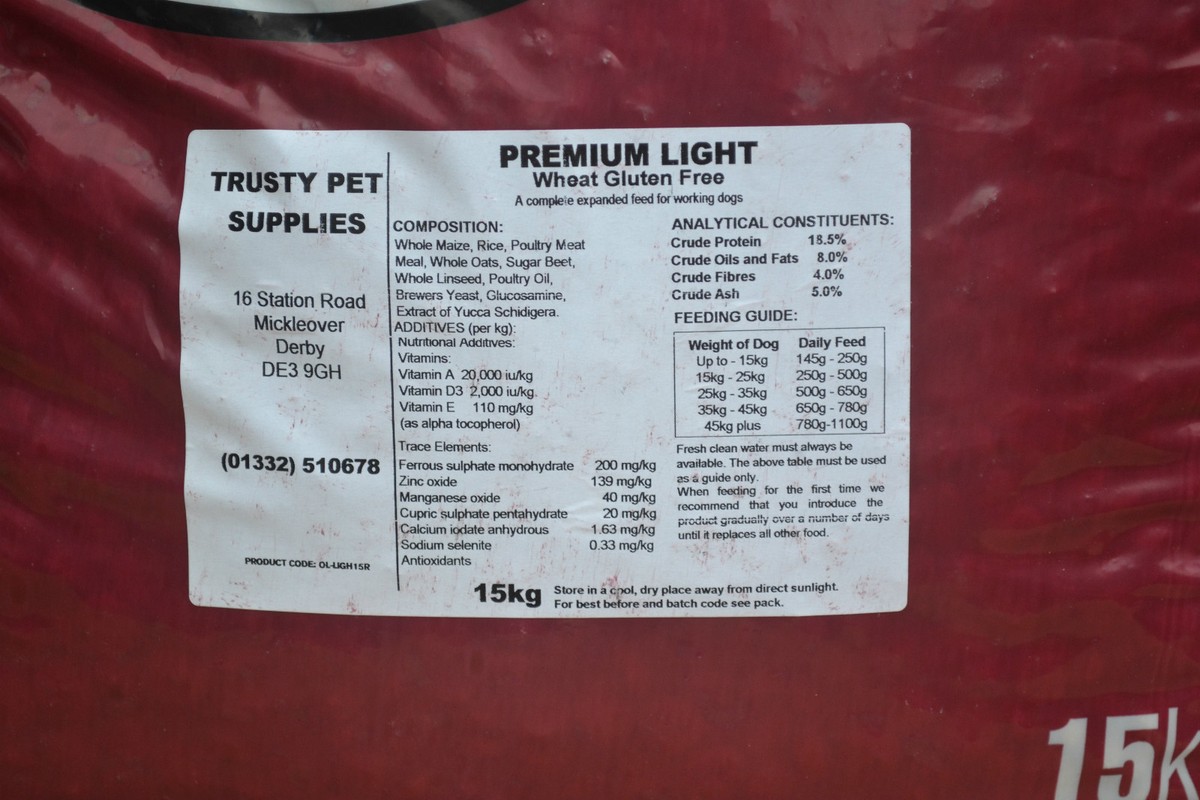 TRUSTY PET
SUPPLIES
16 Station Road
Mickleover
Derby
DE3 9GH
(01332) 510678
PRODUCT CODE: OL-LIGH15R
PREMIUM LIGHT
Wheat Gluten Free
A complete expanded feed for working dogs
COMPOSITION:
Whole Maize, Rice, Poultry Meat
Meal, Whole Oats, Sugar Beet,
Whole Linseed, Poultry Oil,
Brewers Yeast, Glucosamine,
Extract of Yucca Schidigera.
ADDITIVES (per kg):
Nutritional Additives:
Vitamins:
Vitamin A 20,000 iu/kg
Vitamin D3 2,000 iu/kg.
Vitamin E 110 mg/kg
(as alpha tocopherol)
Trace Elements:
Ferrous sulphate monohydrate 200 mg/kg
Zinc oxide 139 mg/kg
Manganese oxide 40 mg/kg
Cupric sulphate pentahydrate 20 mg/kg
Calcium iodate anhydrous 1.63 mg/kg
Sodium selenite 0.33 mg/kg
Antioxidants
ANALYTICAL CONSTITUENTS:
Crude Protein 18.5%
Crude Oils and Fats 8.0%
Crude Fibres 4.0%
Crude Ash 5.0%
FEEDING GUIDE:
Weight of Dog Daily Feed
Up to - 15kg 145g - 250g
15kg - 25kg 250g - 500g
25kg - 35kg 500g - 650g
35kg - 45kg 650g - 780g
45kg plus 780g-1100g
Fresh clean water must always be
available. The above table must be used
as a guide only.
When feeding for the first time we
recommend that you introduce the
product gradually over a number of days
until it replaces all other food.
15kg
Store in a cool, dry place away from direct sunlight.
For best before and batch code see pack.
15k